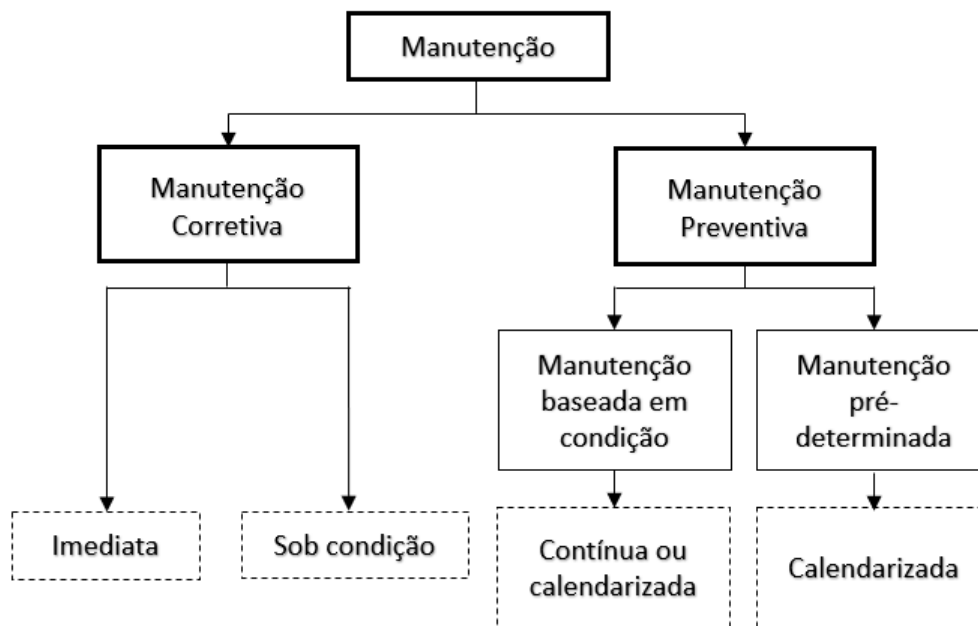 Manutenção
Manutenção
Corretiva
Manutenção
Preventiva
Manutenção
baseada em
condição
Manutenção
pré-
determinada
Imediata
Sob condição
Contínua ou
calendarizada
Calendarizada